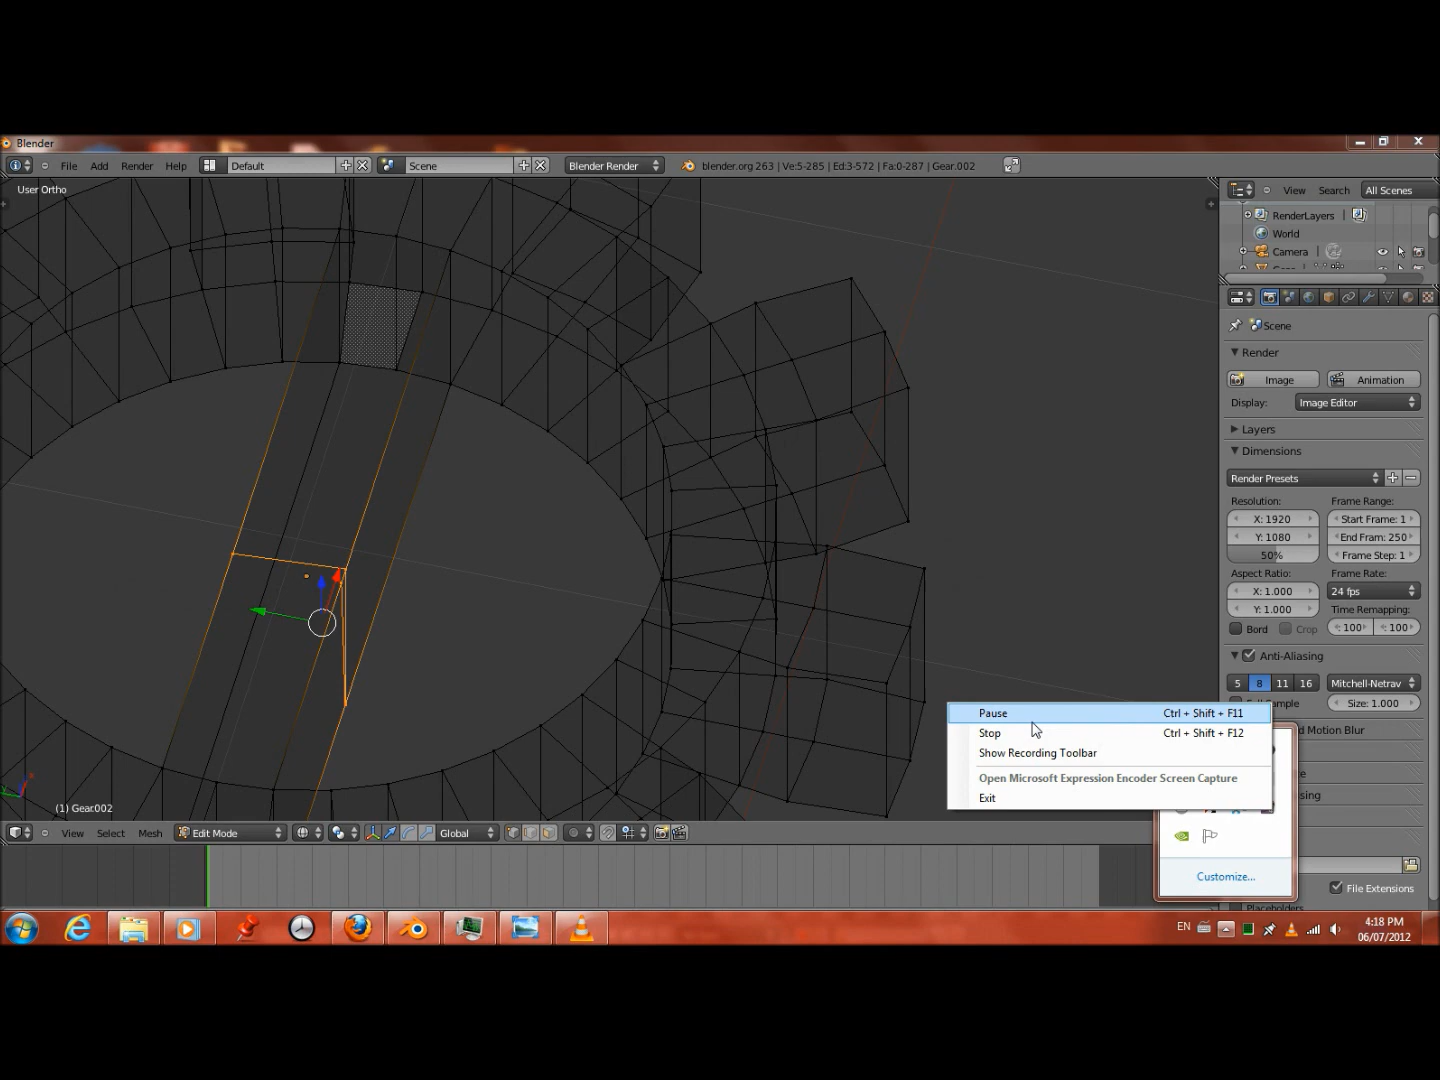 Blender
File Add Render Help Default Scene Blender Render blender.org 263 | Ve:5-285 | Ed:3-572 | Fa:0-287 | Gear.002
View Search All Scenes
User Ortho
RenderLayers
World
Camera
Scene
Render
Image Animation
Display: Image Editor
Layers
Dimensions
Render Presets
Resolution: Frame Range:
X: 1920 Start Frame: 1
Y: 1080 End Fram: 250
50% Frame Step: 1
Aspect Ratio: Frame Rate:
X: 1.000 24 fps
Y: 1.000 Time Remapping:
Bord Crop : 100 : 100
Anti-Aliasing
5 8 11 16 Mitchell-Netrav
Size: 1.000
d Motion Blur
Pause Ctrl + Shift + F11
Stop Ctrl + Shift + F12
Show Recording Toolbar
Open Microsoft Expression Encoder Screen Capture
Exit
(1) Gear.002
View Select Mesh Edit Mode Global
Customize...
File Extensions
Placeholders
EN
4:18 PM
06/07/2012